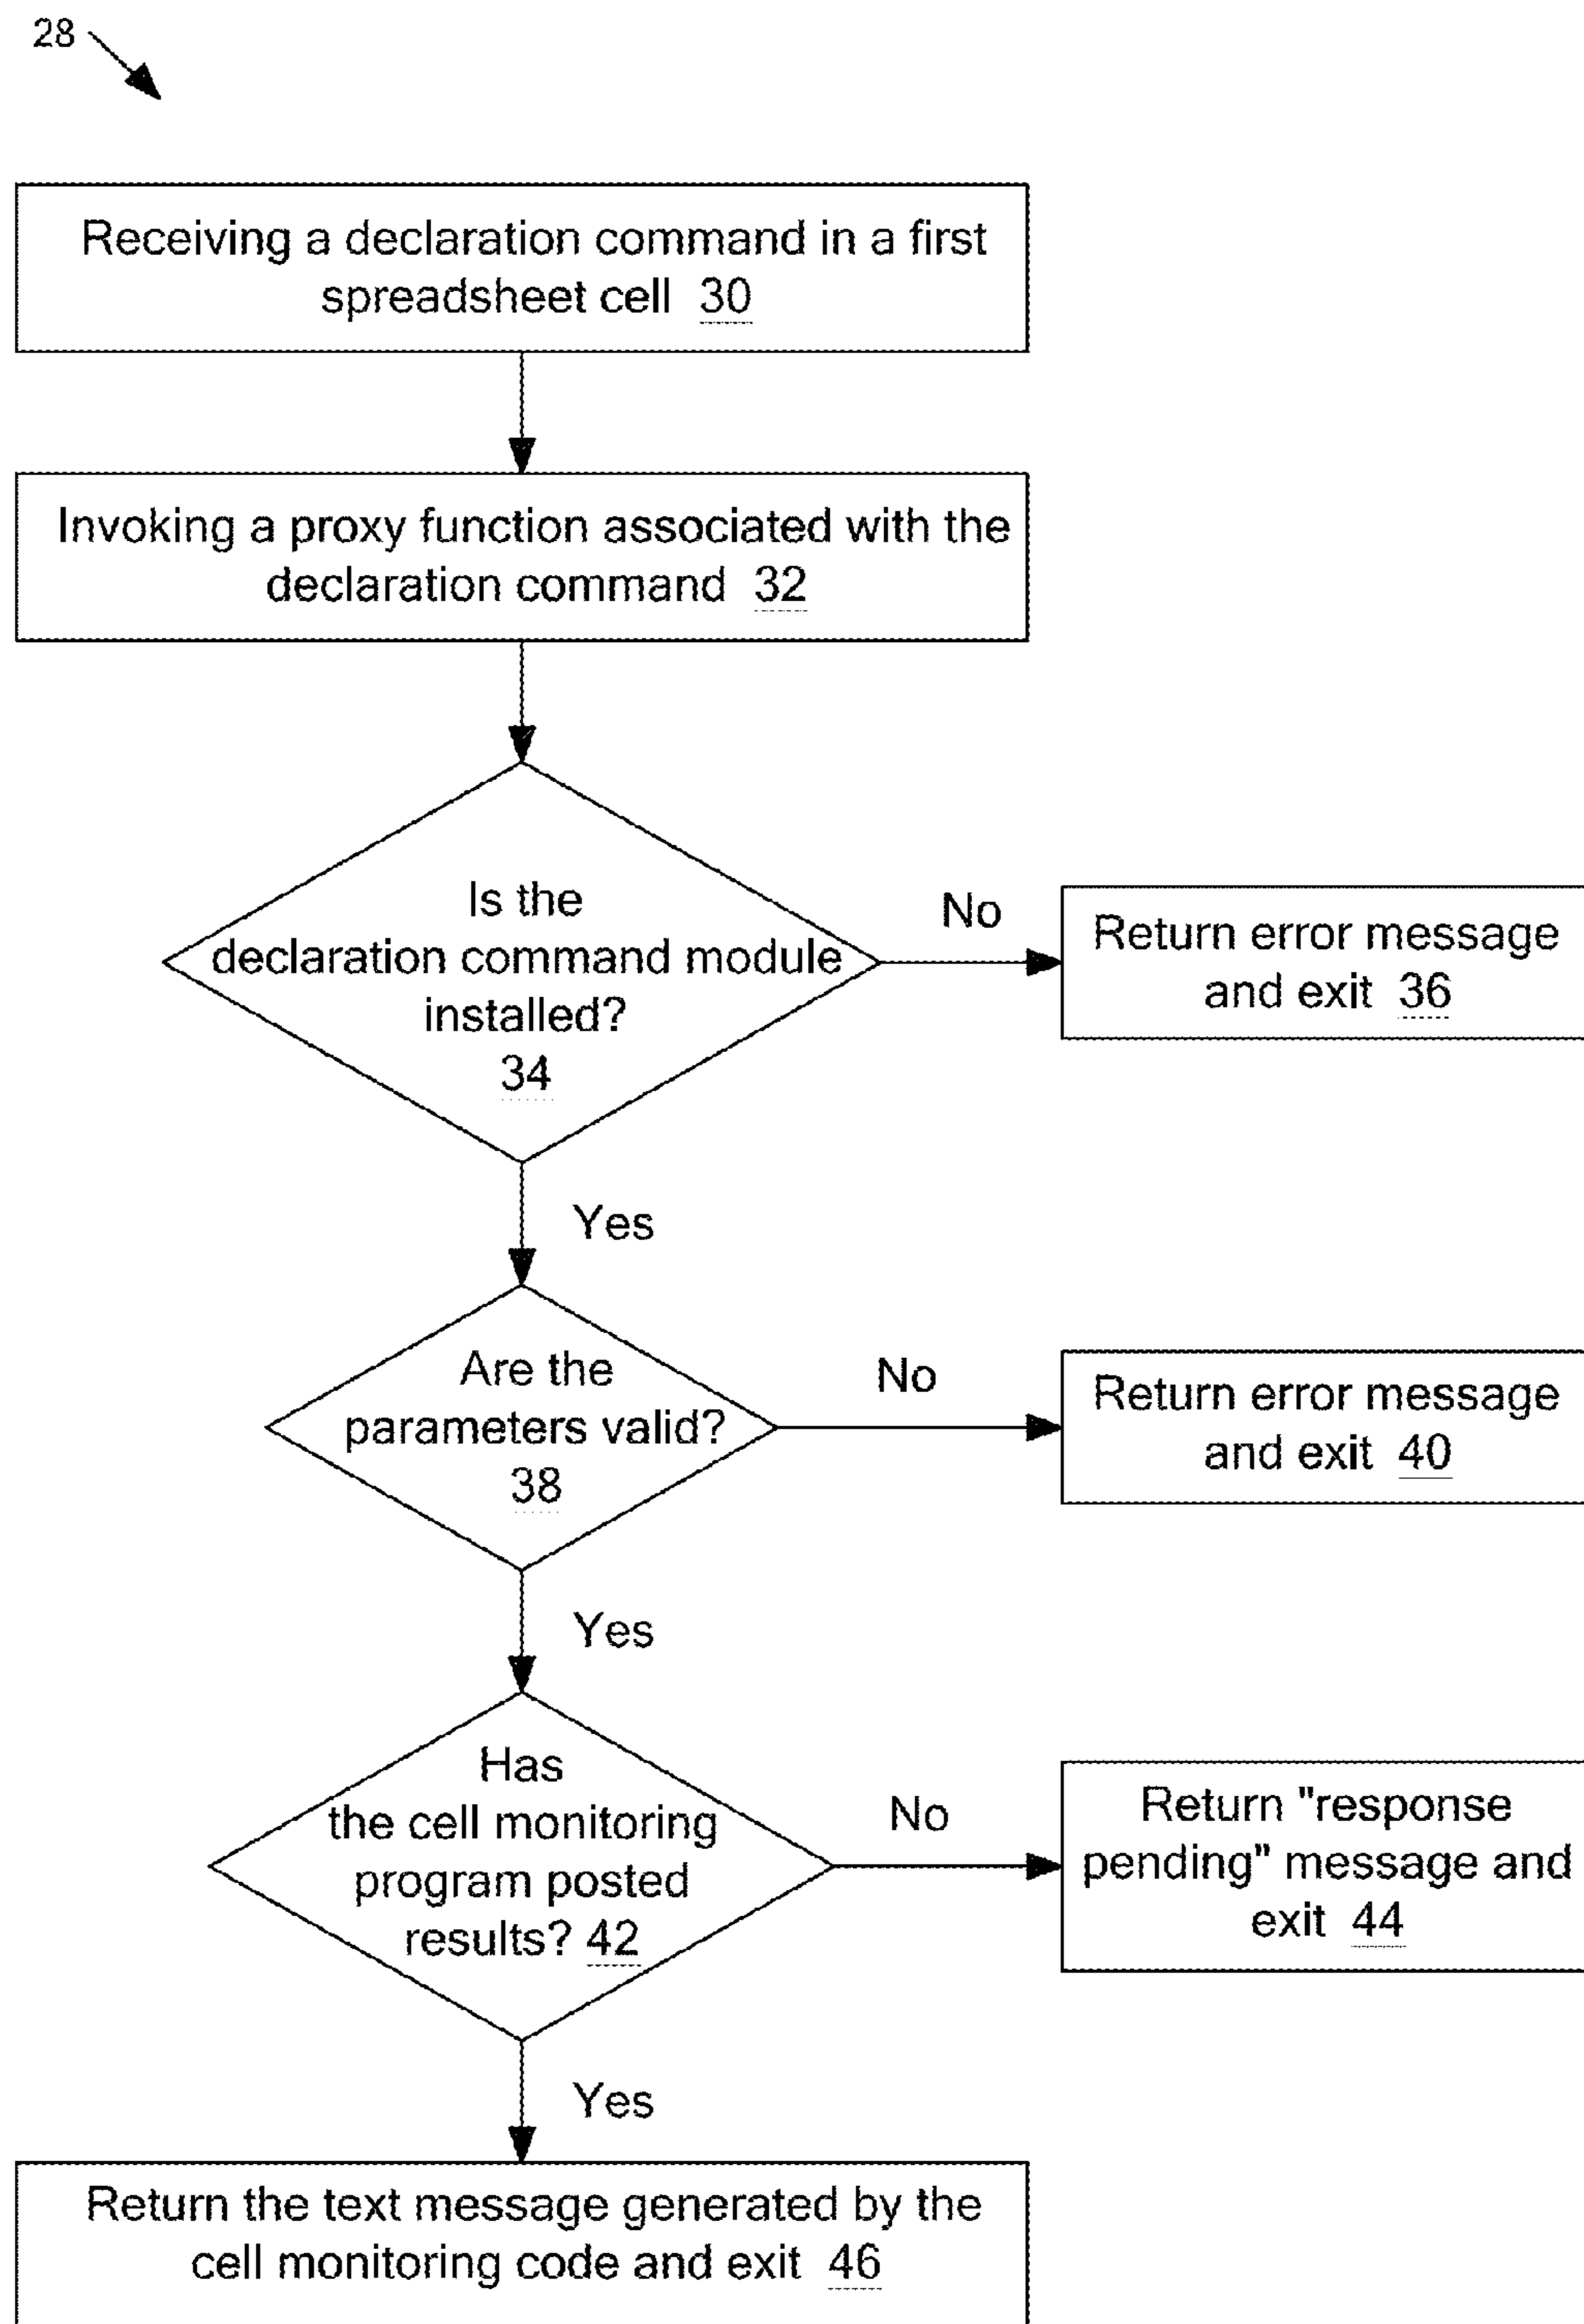 28
Receiving a declaration command in a first
spreadsheet cell 30
Invoking a proxy function associated with the
declaration command 32
Is the
declaration command module
installed?
34
No
Return error message
and exit 36
Yes
Are the
parameters valid?
38
No
Return error message
and exit 40
Yes
Has
the cell monitoring
program posted
results? 42
No
Return "response
pending" message and
exit 44
Yes
Return the text message generated by the
cell monitoring code and exit 46